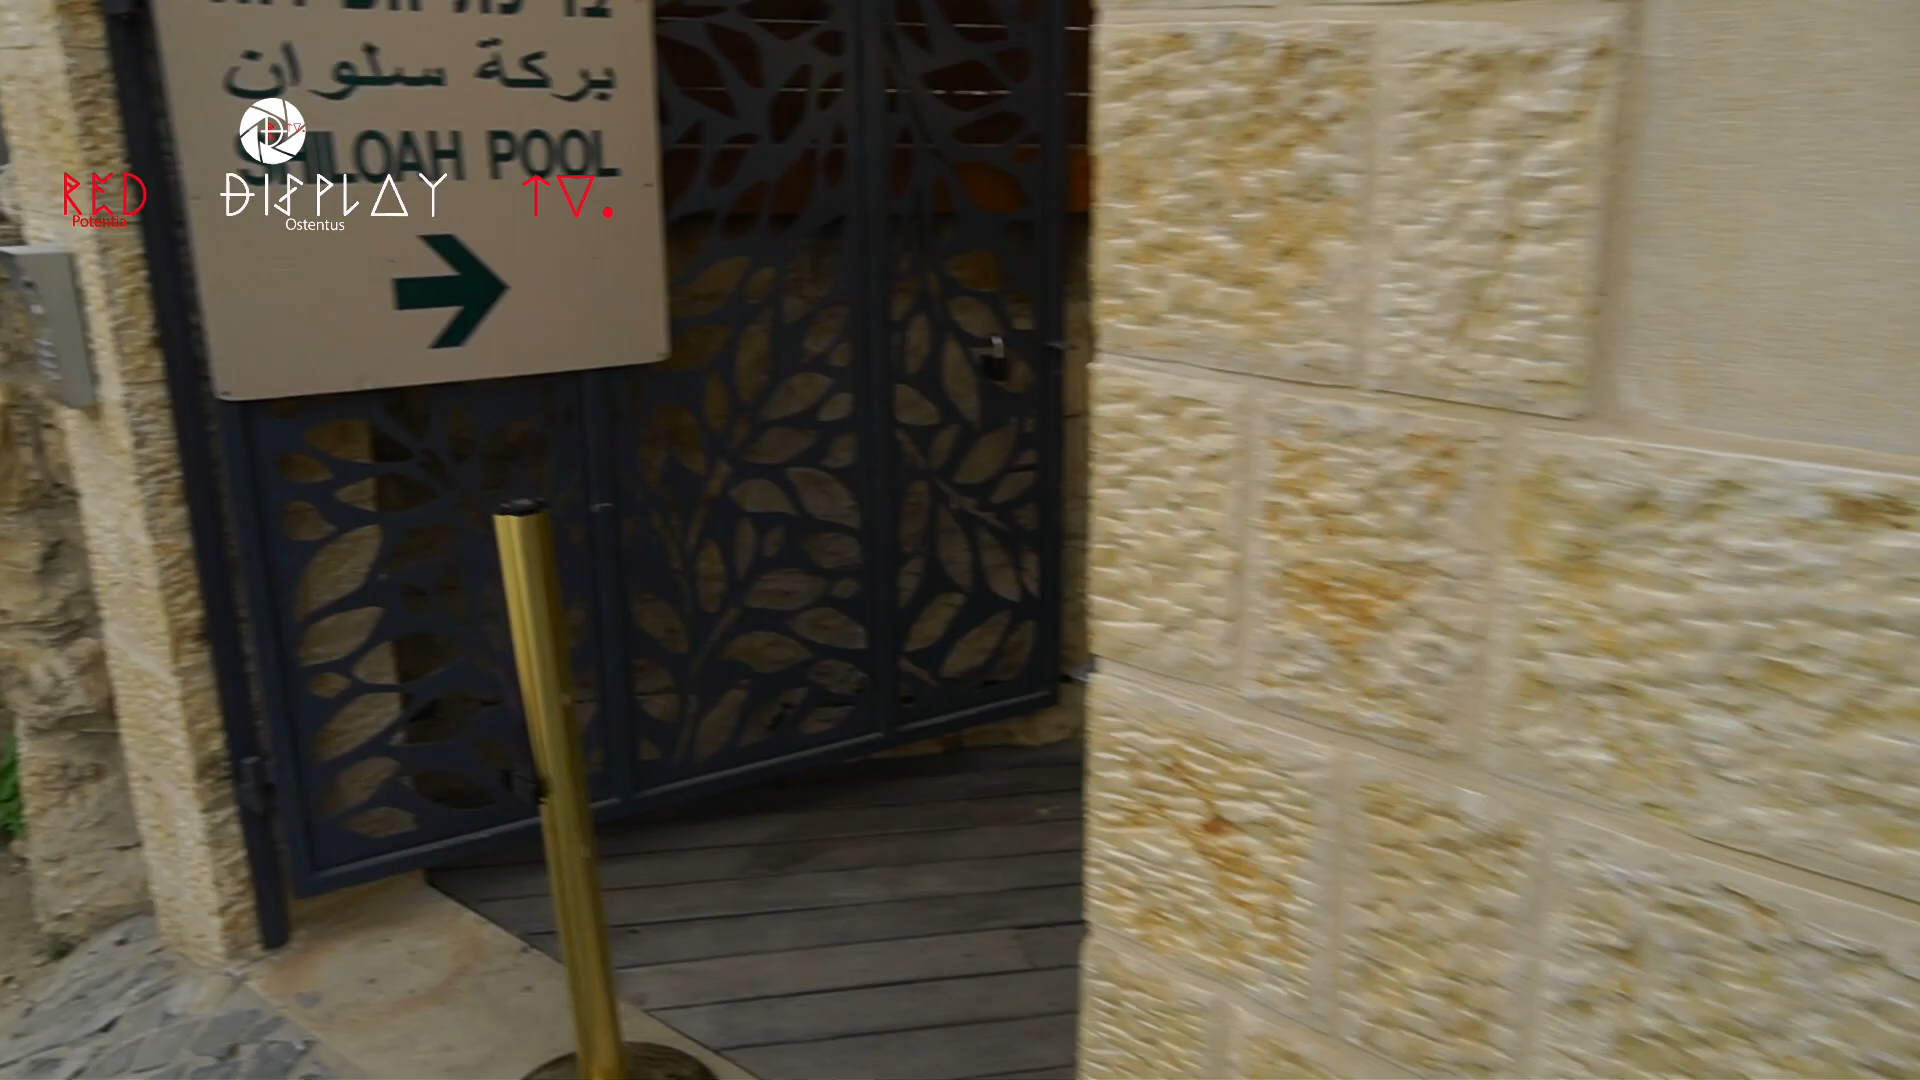 بركة سلوان
SHILOAH POOL
RED DISPLAY TV.
Potentia Ostentus